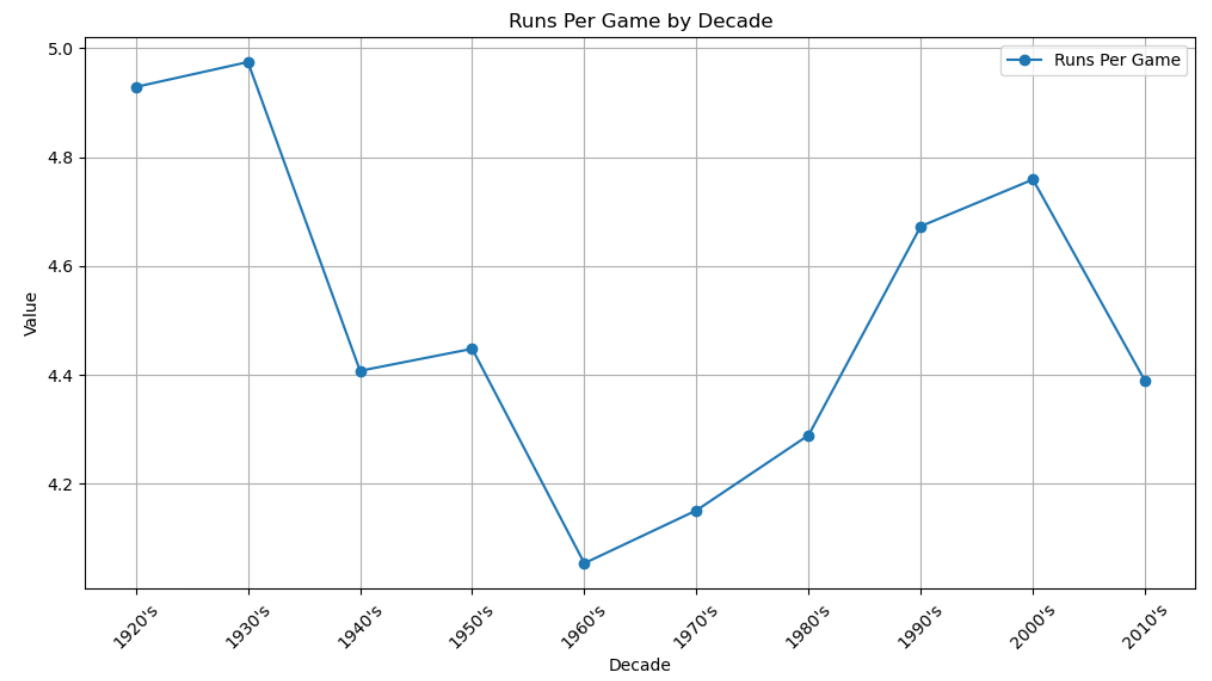 Runs Per Game by Decade
Runs Per Game
Value
5.0
4.8
4.6
4.4
4.2
1920's
1930's
1940's
1950's
1960's
1970's
1980's
1990's
2000's
2010's
Decade